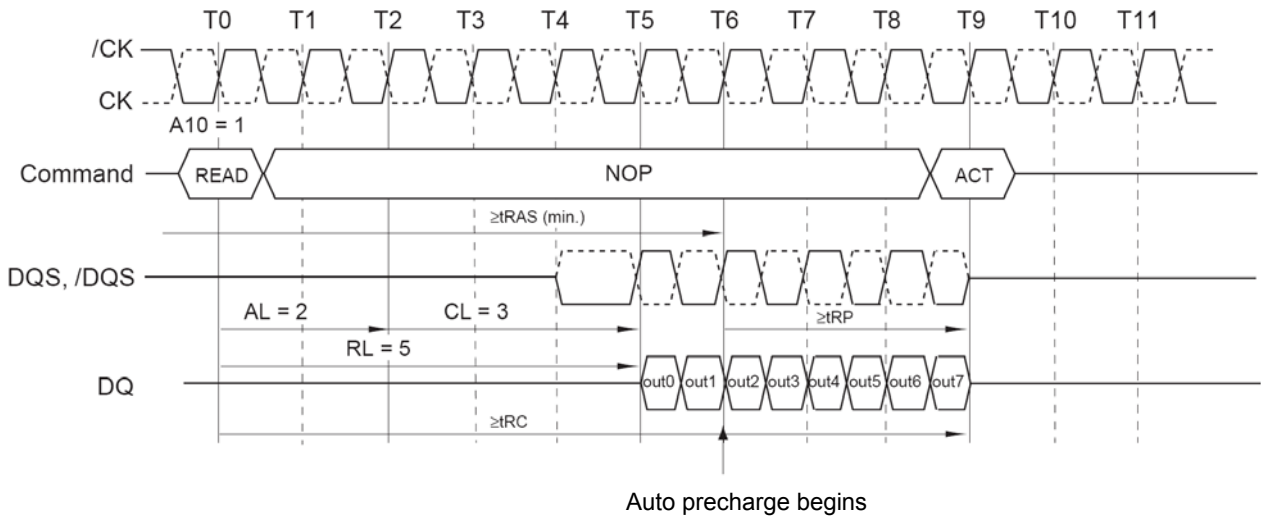 T0 T1 T2 T3 T4 T5 T6 T7 T8 T9 T10 T11
/CK
CK
A10 = 1
Command READ NOP ACT
≥tRAS (min.)
DQS, /DQS
AL = 2 CL = 3 ≥tRP
RL = 5
DQ out0 out1 out2 out3 out4 out5 out6 out7
≥tRC
Auto precharge begins